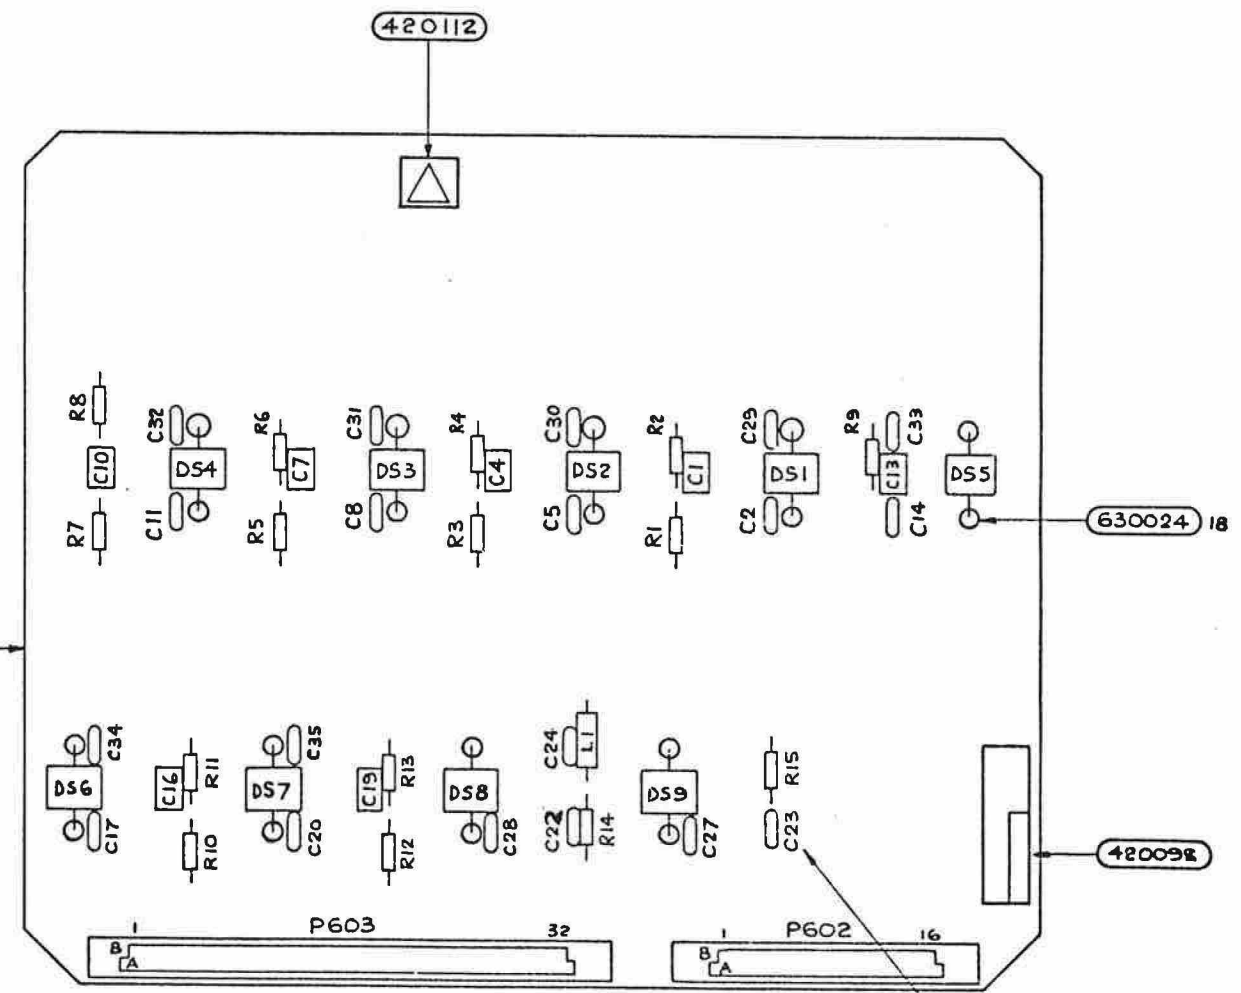 420112
R8
C32
R6
C31
R4
C30
R2
C29
R9
C33
C10
DS4
C7
DS3
C4
DS2
C1
DS1
C13
DS5
R7
C11
R5
C8
R3
C5
R1
C2
C14
630024 18
C34
C35
C24
L1
DS6
C16
R11
DS7
C19
R13
DS8
DS9
R15
C17
R10
C20
R12
C28
C22
R14
C27
C23
420098
1 P603 32
B
A
1 P602 16
B
A